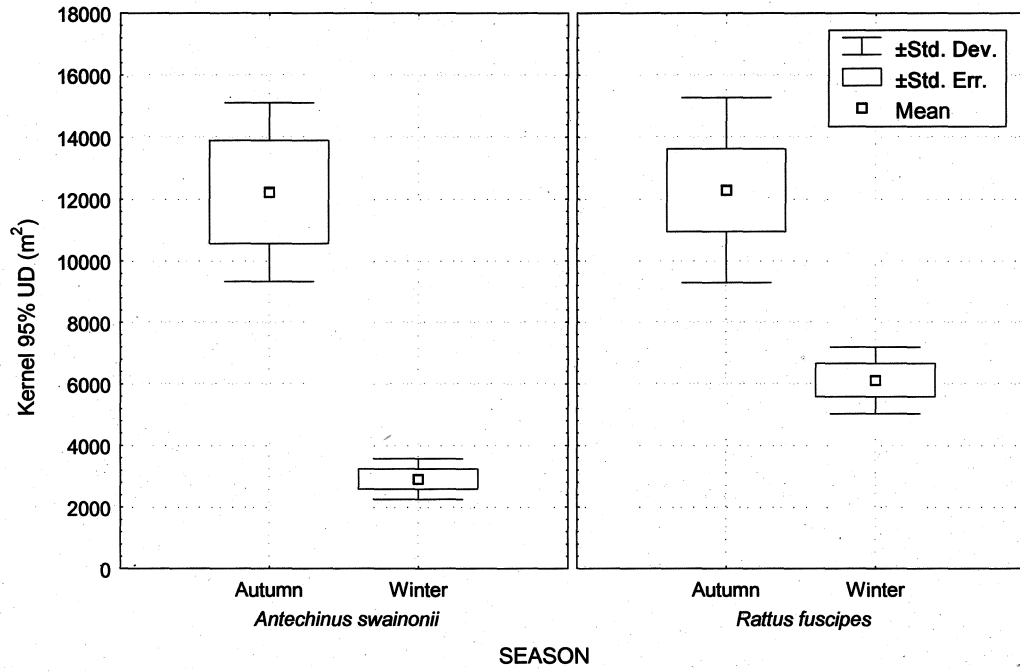 Kernel 95% UD (m²)
18000
16000
14000
12000
10000
8000
6000
4000
2000
0
±Std. Dev.
±Std. Err.
Mean
Autumn Winter Autumn Winter
Antechinus swainonii Rattus fuscipes
SEASON